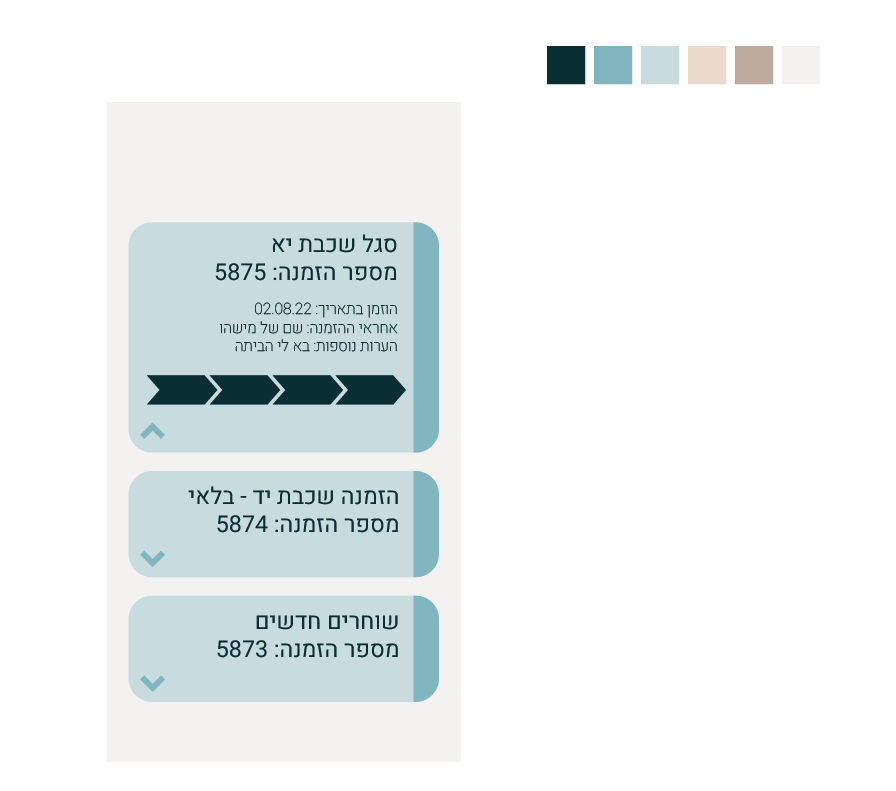 סגל שכבת יא
מספר הזמנה: 5875
הוזמן בתאריך: 02.08.22
אחראי ההזמנה: שם של מישהו
הערות נוספות: בא לי הביתה
הזמנה שכבת יד - בלאי
מספר הזמנה: 5874
שוחרים חדשים
מספר הזמנה: 5873